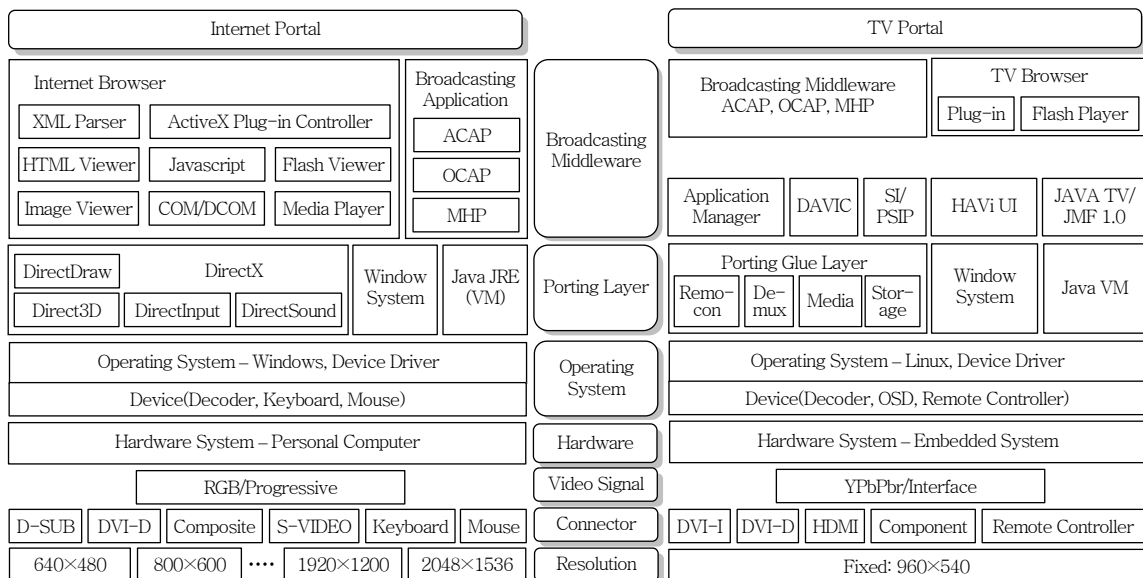 Internet Portal
TV Portal
Internet Browser
XML Parser
ActiveX Plug-in Controller
HTML Viewer
Javascript
Flash Viewer
Image Viewer
COM/DCOM
Media Player
Broadcasting
Application
ACAP
OCAP
MHP
Broadcasting
Middleware
Broadcasting Middleware
ACAP, OCAP, MHP
TV Browser
Plug-in
Flash Player
Application
Manager
DAVIC
SI/
PSIP
HAVi UI
JAVA TV/
JMF 1.0
DirectDraw
DirectX
Direct3D
DirectInput
DirectSound
Window
System
Java JRE
(VM)
Porting Layer
Porting Glue Layer
Remo-
con
De-
mux
Media
Stor-
age
Window
System
Java VM
Operating System – Windows, Device Driver
Device(Decoder, Keyboard, Mouse)
Operating
System
Operating System – Linux, Device Driver
Device(Decoder, OSD, Remote Controller)
Hardware System – Personal Computer
Hardware
Hardware System – Embedded System
RGB/Progressive
Video Signal
YPbPbr/Interface
D-SUB
DVI-D
Composite
S-VIDEO
Keyboard
Mouse
Connector
DVI-I
DVI-D
HDMI
Component
Remote Controller
640×480
800×600
····
1920×1200
2048×1536
Resolution
Fixed: 960×540